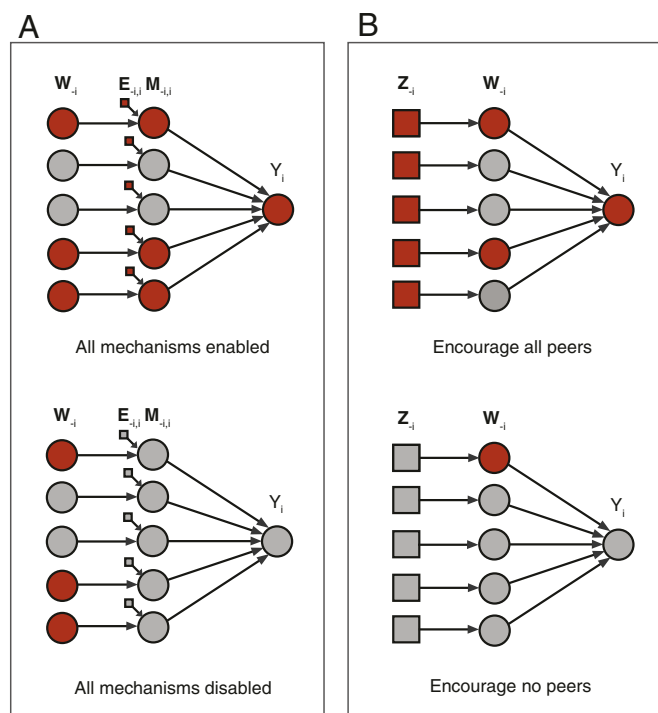 A
W-i E-i,i M-i,i
Yi
All mechanisms enabled
W-i E-i,i M-i,i
Yi
All mechanisms disabled
B
Z-i W-i
Yi
Encourage all peers
Z-i W-i
Yi
Encourage no peers